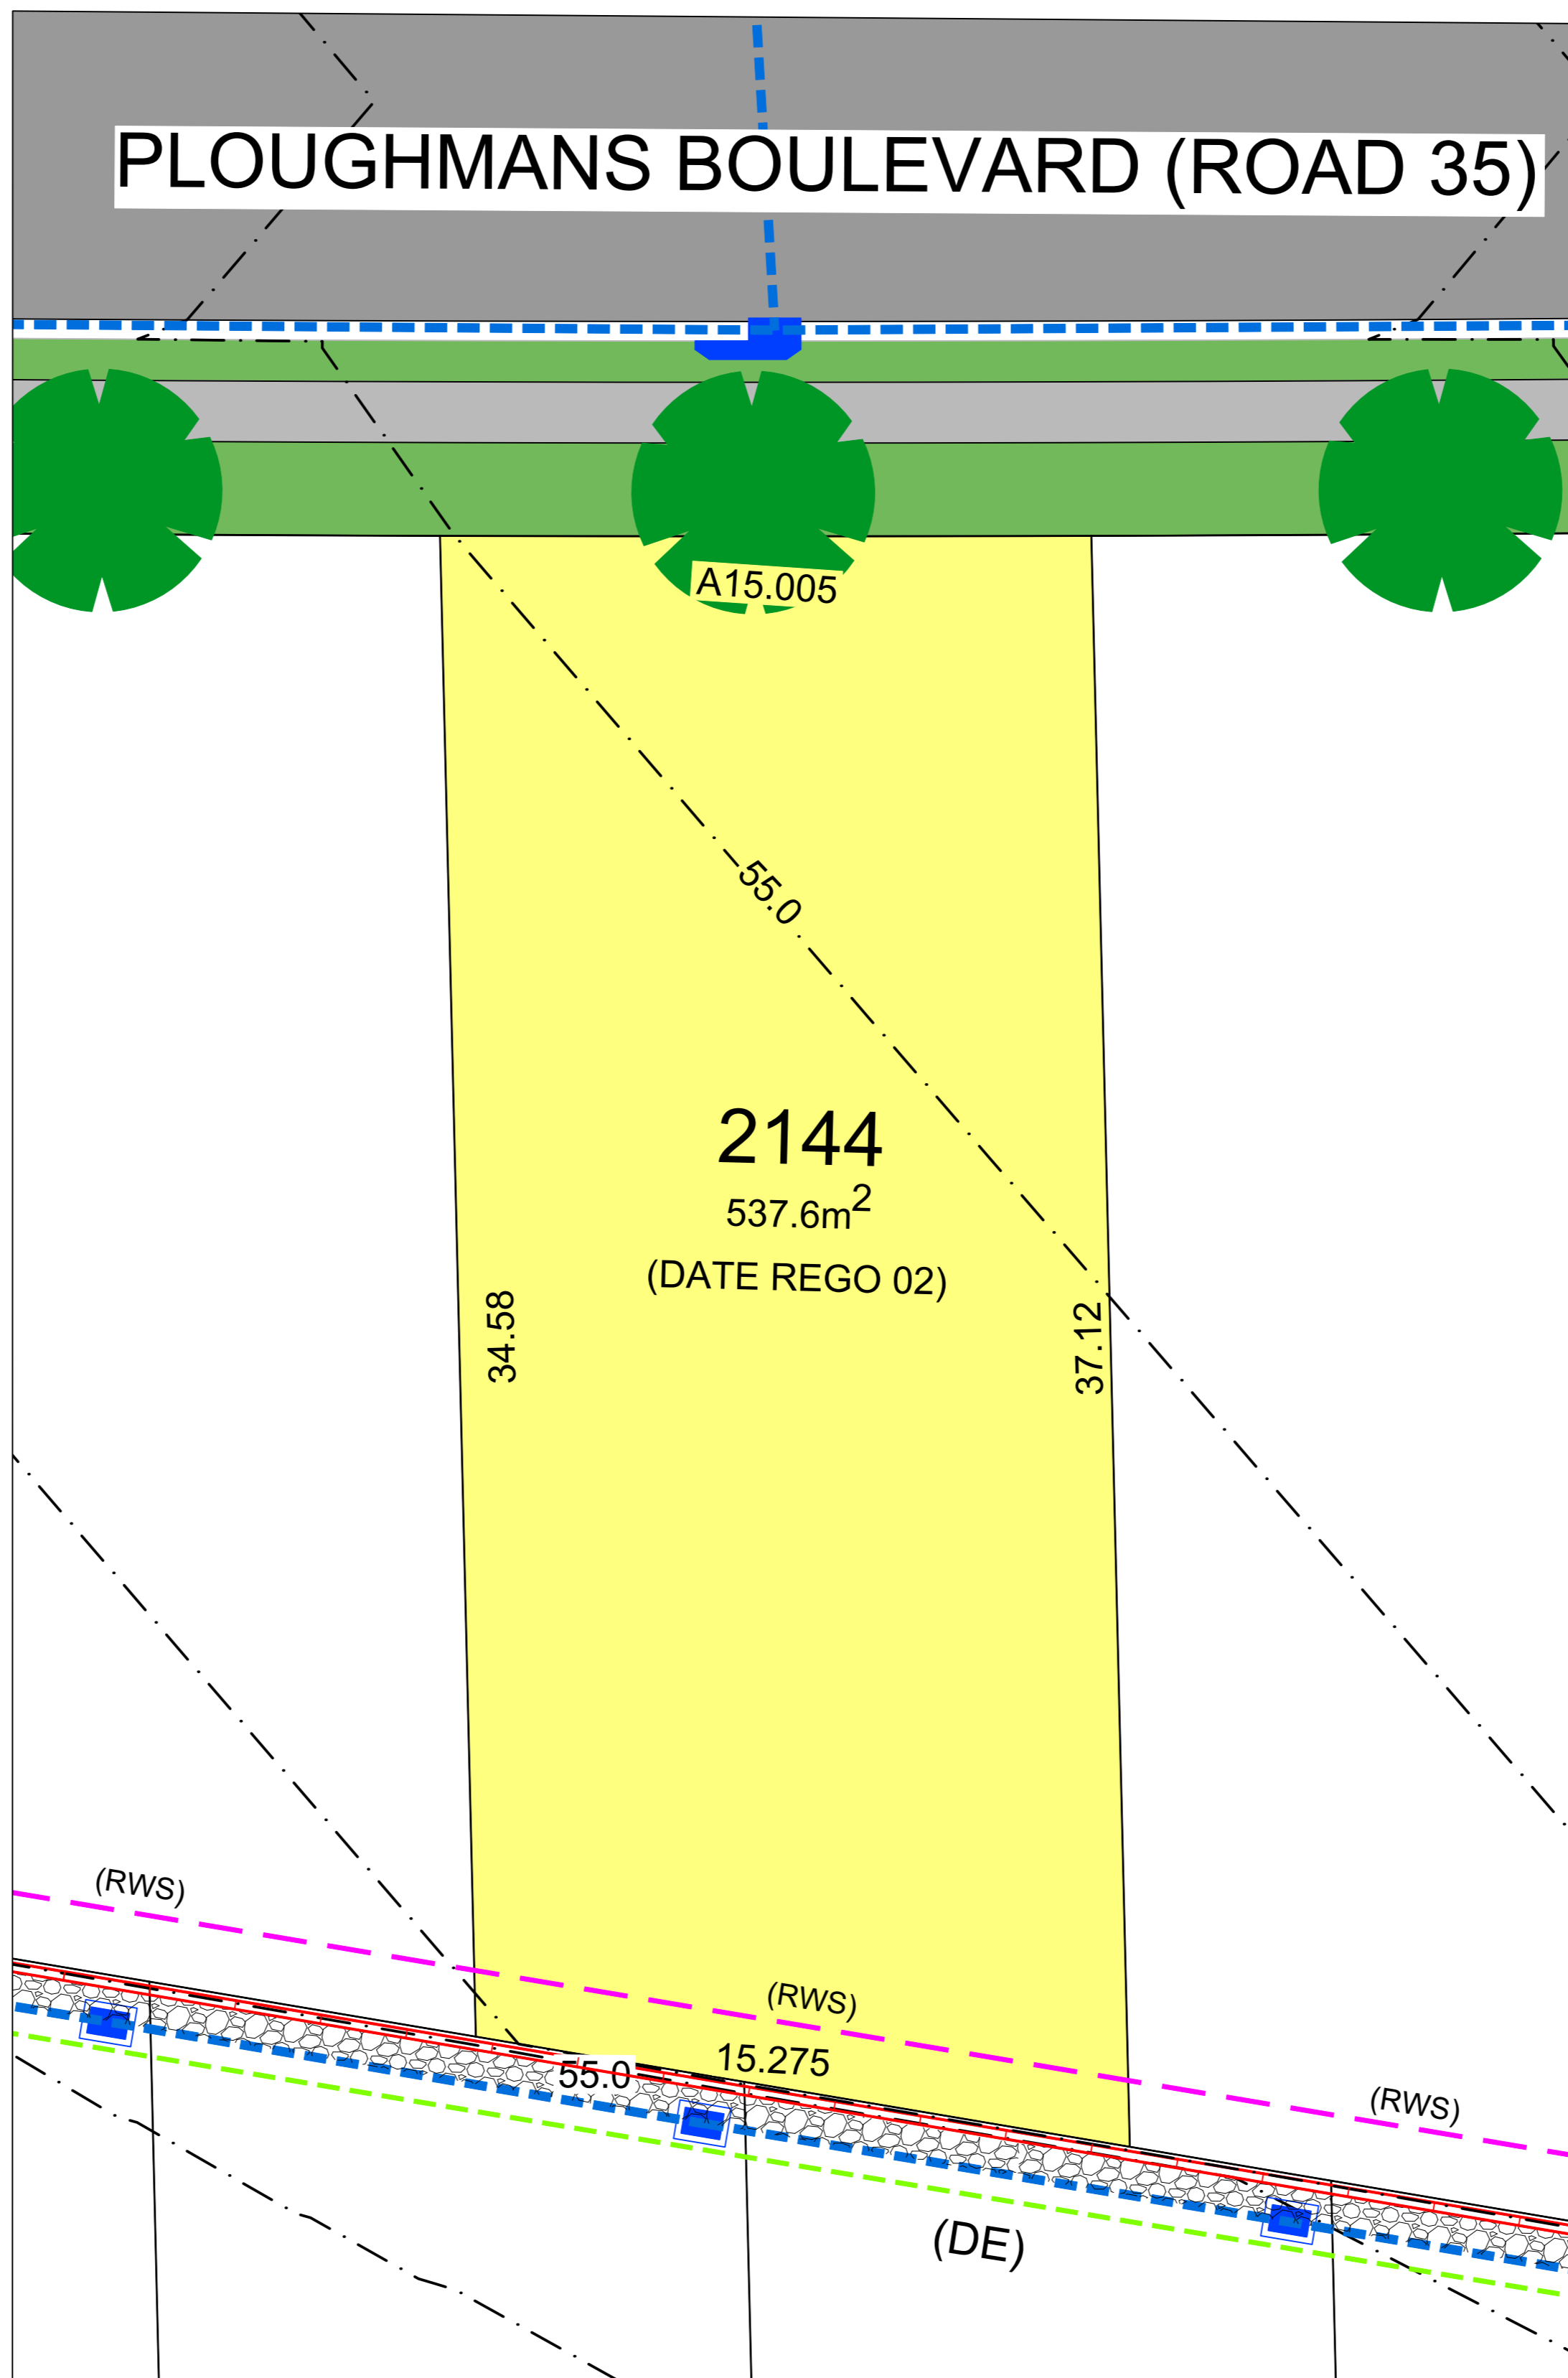 PLOUGHMANS BOULEVARD (ROAD 35)
A15.005
55.0
2144
537.6m²
(DATE REGO 02)
34.58
37.12
(RWS)
(RWS)
15.275
55.0
(RWS)
(DE)